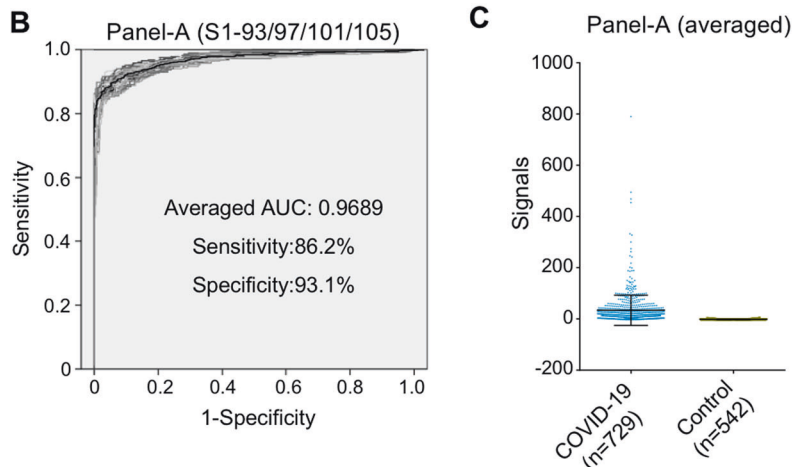 B
Panel-A (S1-93/97/101/105)
1.0
0.8
0.6
0.4
0.2
0
Sensitivity
Averaged AUC: 0.9689
Sensitivity:86.2%
Specificity:93.1%
0 0.2 0.4 0.6 0.8 1.0
1-Specificity
C
Panel-A (averaged)
1000
800
600
400
200
0
-200
Signals
COVID-19
(n=729)
Control
(n=542)